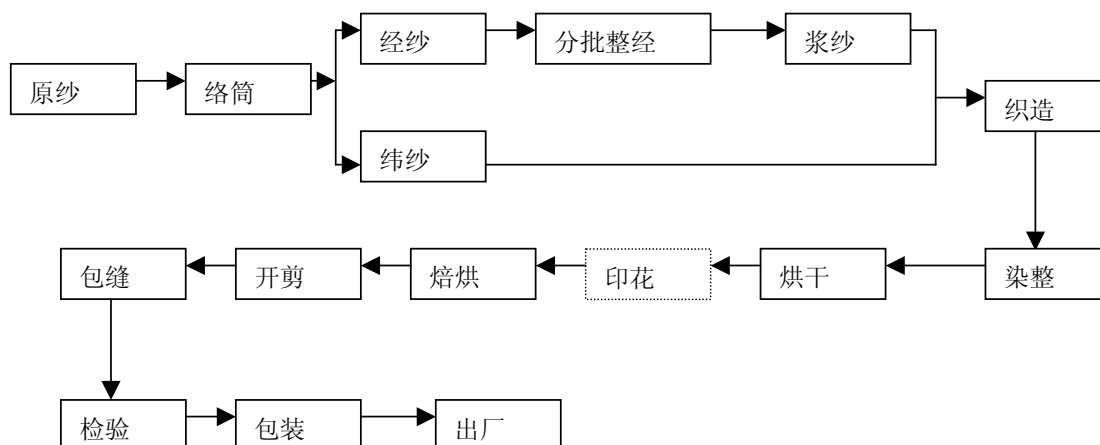 经纱
分批整经
浆纱
原纱
络筒
织造
纬纱
包缝
开剪
焙烘
印花
烘干
染整
检验
包装
出厂